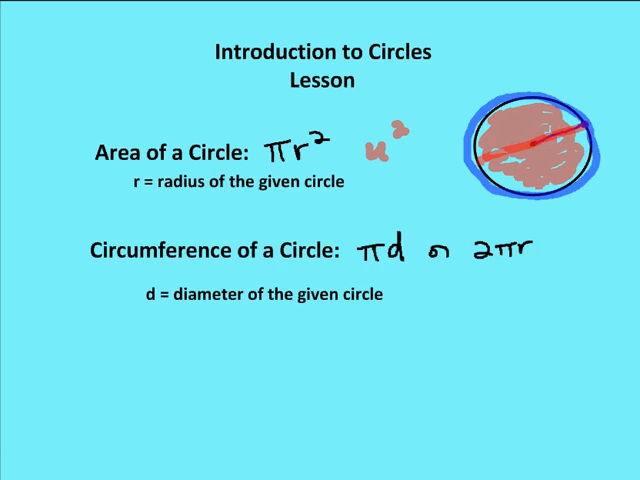 Introduction to Circles
Lesson
Area of a Circle: πr² u²
r = radius of the given circle
Circumference of a Circle: πd or 2πr
d = diameter of the given circle